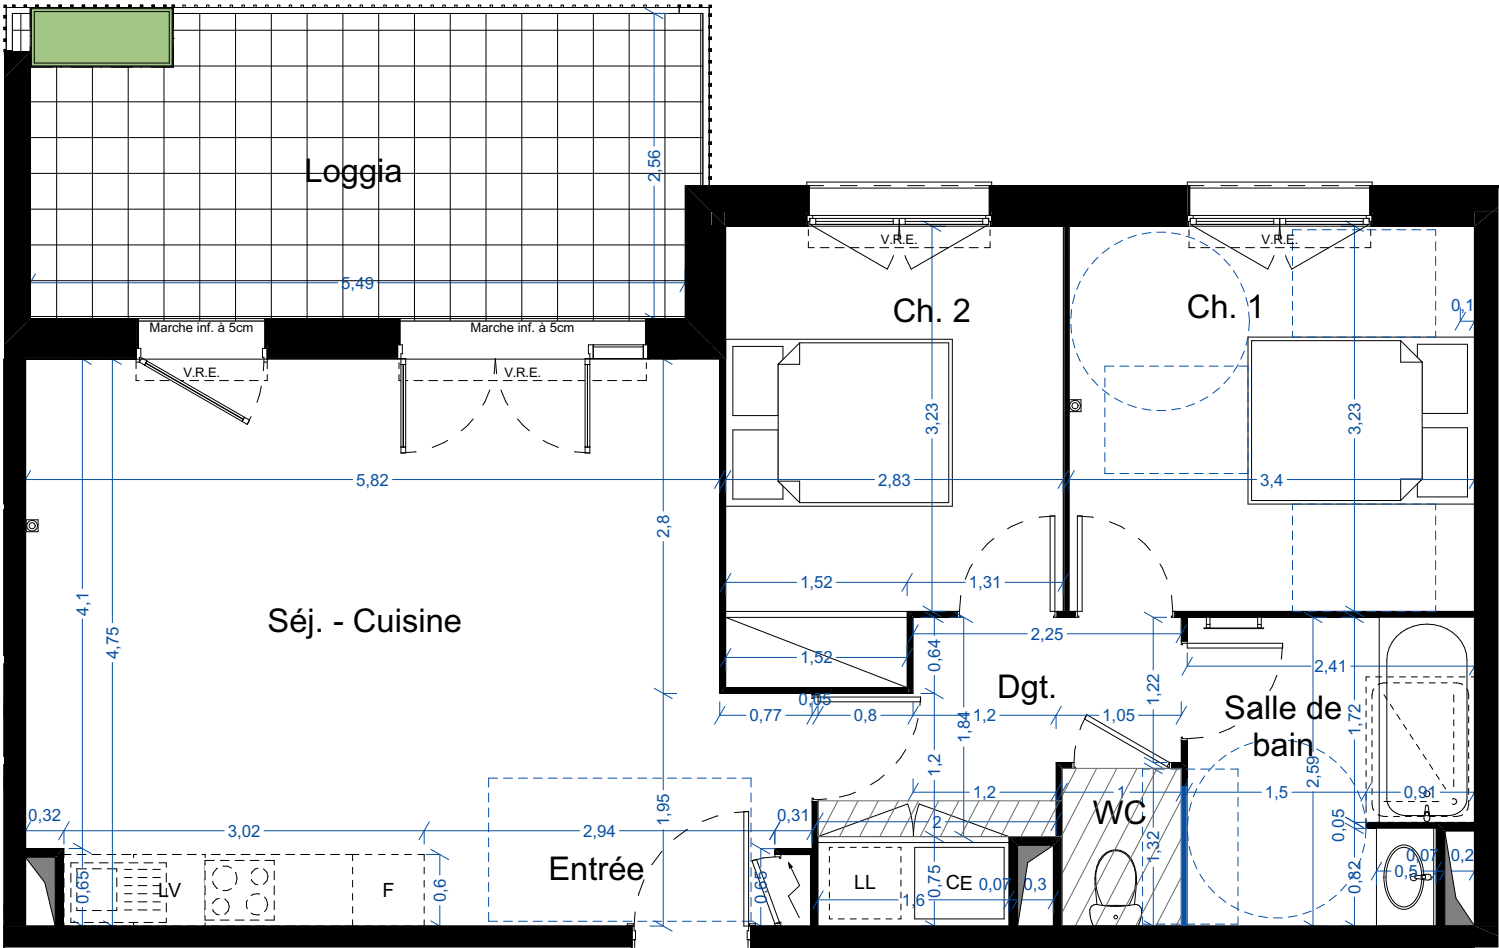 Loggia
2,56
5,49
Marche inf. à 5cm
Marche inf. à 5cm
V.R.E.
V.R.E.
V.R.E.
V.R.E.
Ch. 2
Ch. 1
0,1
3,23
3,23
5,82
2,83
3,4
2,8
4,1
4,75
1,52
1,31
Séj. - Cuisine
2,25
1,52
0,64
2,41
1,22
Dgt.
0,05
0,77
0,8
1,2
1,05
1,84
Salle de
bain
1,72
1,2
2,59
1,2
1
1,5
0,91
0,32
3,02
2,94
1,95
0,31
2
WC
1,32
0,05
Entrée
LV
F
0,65
0,6
0,65
LL
CE
0,75
0,07
0,3
1,6
0,82
0,5
0,07
0,2